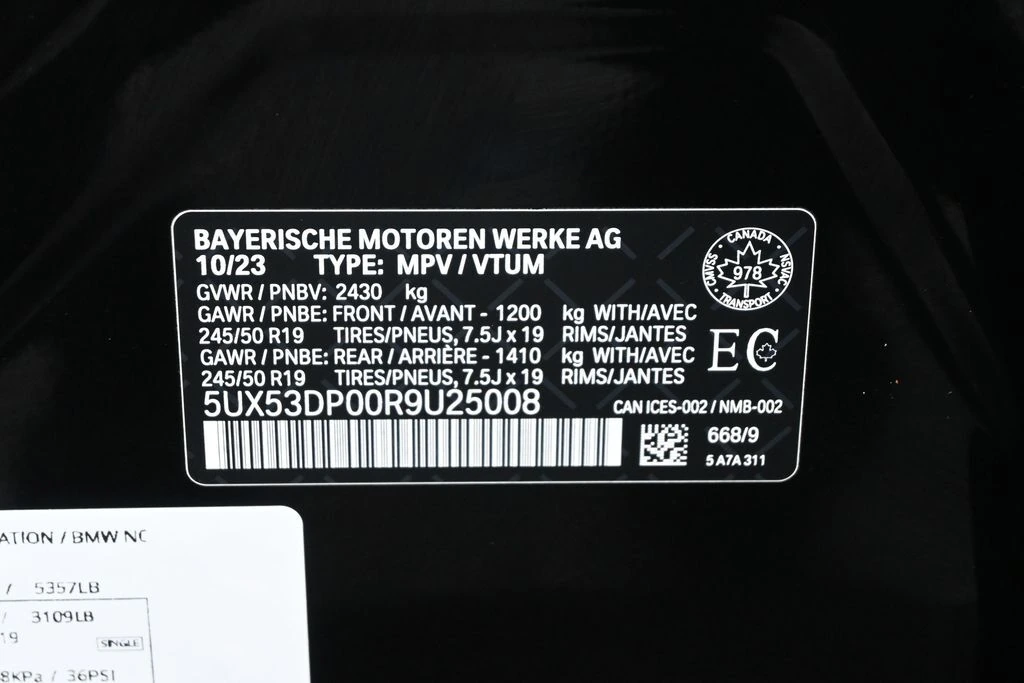 BAYERISCHE MOTOREN WERKE AG
10/23 TYPE: MPV / VTUM
GVWR / PNBV: 2430 kg
GAWR / PNBE: FRONT / AVANT - 1200 kg WITH/AVEC
245/50 R19 TIRES/PNEUS, 7.5J x 19 RIMS/JANTES
GAWR / PNBE: REAR / ARRIÈRE - 1410 kg WITH/AVEC
245/50 R19 TIRES/PNEUS, 7.5J x 19 RIMS/JANTES
5UX53DP00R9U25008
CANADA
CMVSS 978 NSVAC
TRANSPORT
EC
CAN ICES-002 / NMB-002
668/9
5 A7A 311
ATION / BMW NC
/ 5357LB
/ 3109LB
19
SINGLE
8KPa / 36PSI